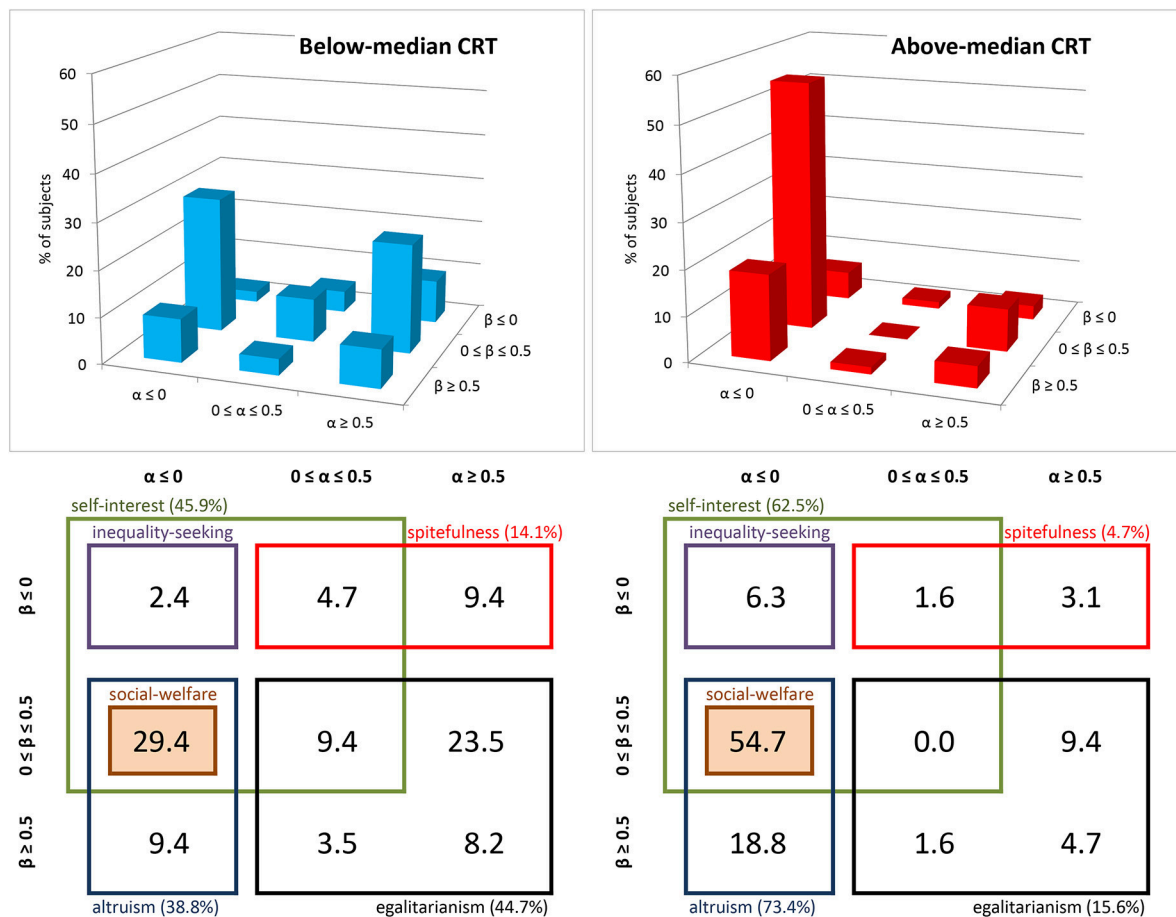 Below-median CRT
% of subjects
60
50
40
30
20
10
0
α ≤ 0
0 ≤ α ≤ 0.5
α ≥ 0.5
β ≥ 0.5
0 ≤ β ≤ 0.5
β ≤ 0
Above-median CRT
% of subjects
60
50
40
30
20
10
0
α ≤ 0
0 ≤ α ≤ 0.5
α ≥ 0.5
β ≥ 0.5
0 ≤ β ≤ 0.5
β ≤ 0
α ≤ 0 0 ≤ α ≤ 0.5 α ≥ 0.5
self-interest (45.9%)
inequality-seeking spitefulness (14.1%)
β ≤ 0 2.4 4.7 9.4
social-welfare
0 ≤ β ≤ 0.5 29.4 9.4 23.5
β ≥ 0.5 9.4 3.5 8.2
altruism (38.8%) egalitarianism (44.7%)
α ≤ 0 0 ≤ α ≤ 0.5 α ≥ 0.5
self-interest (62.5%)
inequality-seeking spitefulness (4.7%)
β ≤ 0 6.3 1.6 3.1
social-welfare
0 ≤ β ≤ 0.5 54.7 0.0 9.4
β ≥ 0.5 18.8 1.6 4.7
altruism (73.4%) egalitarianism (15.6%)